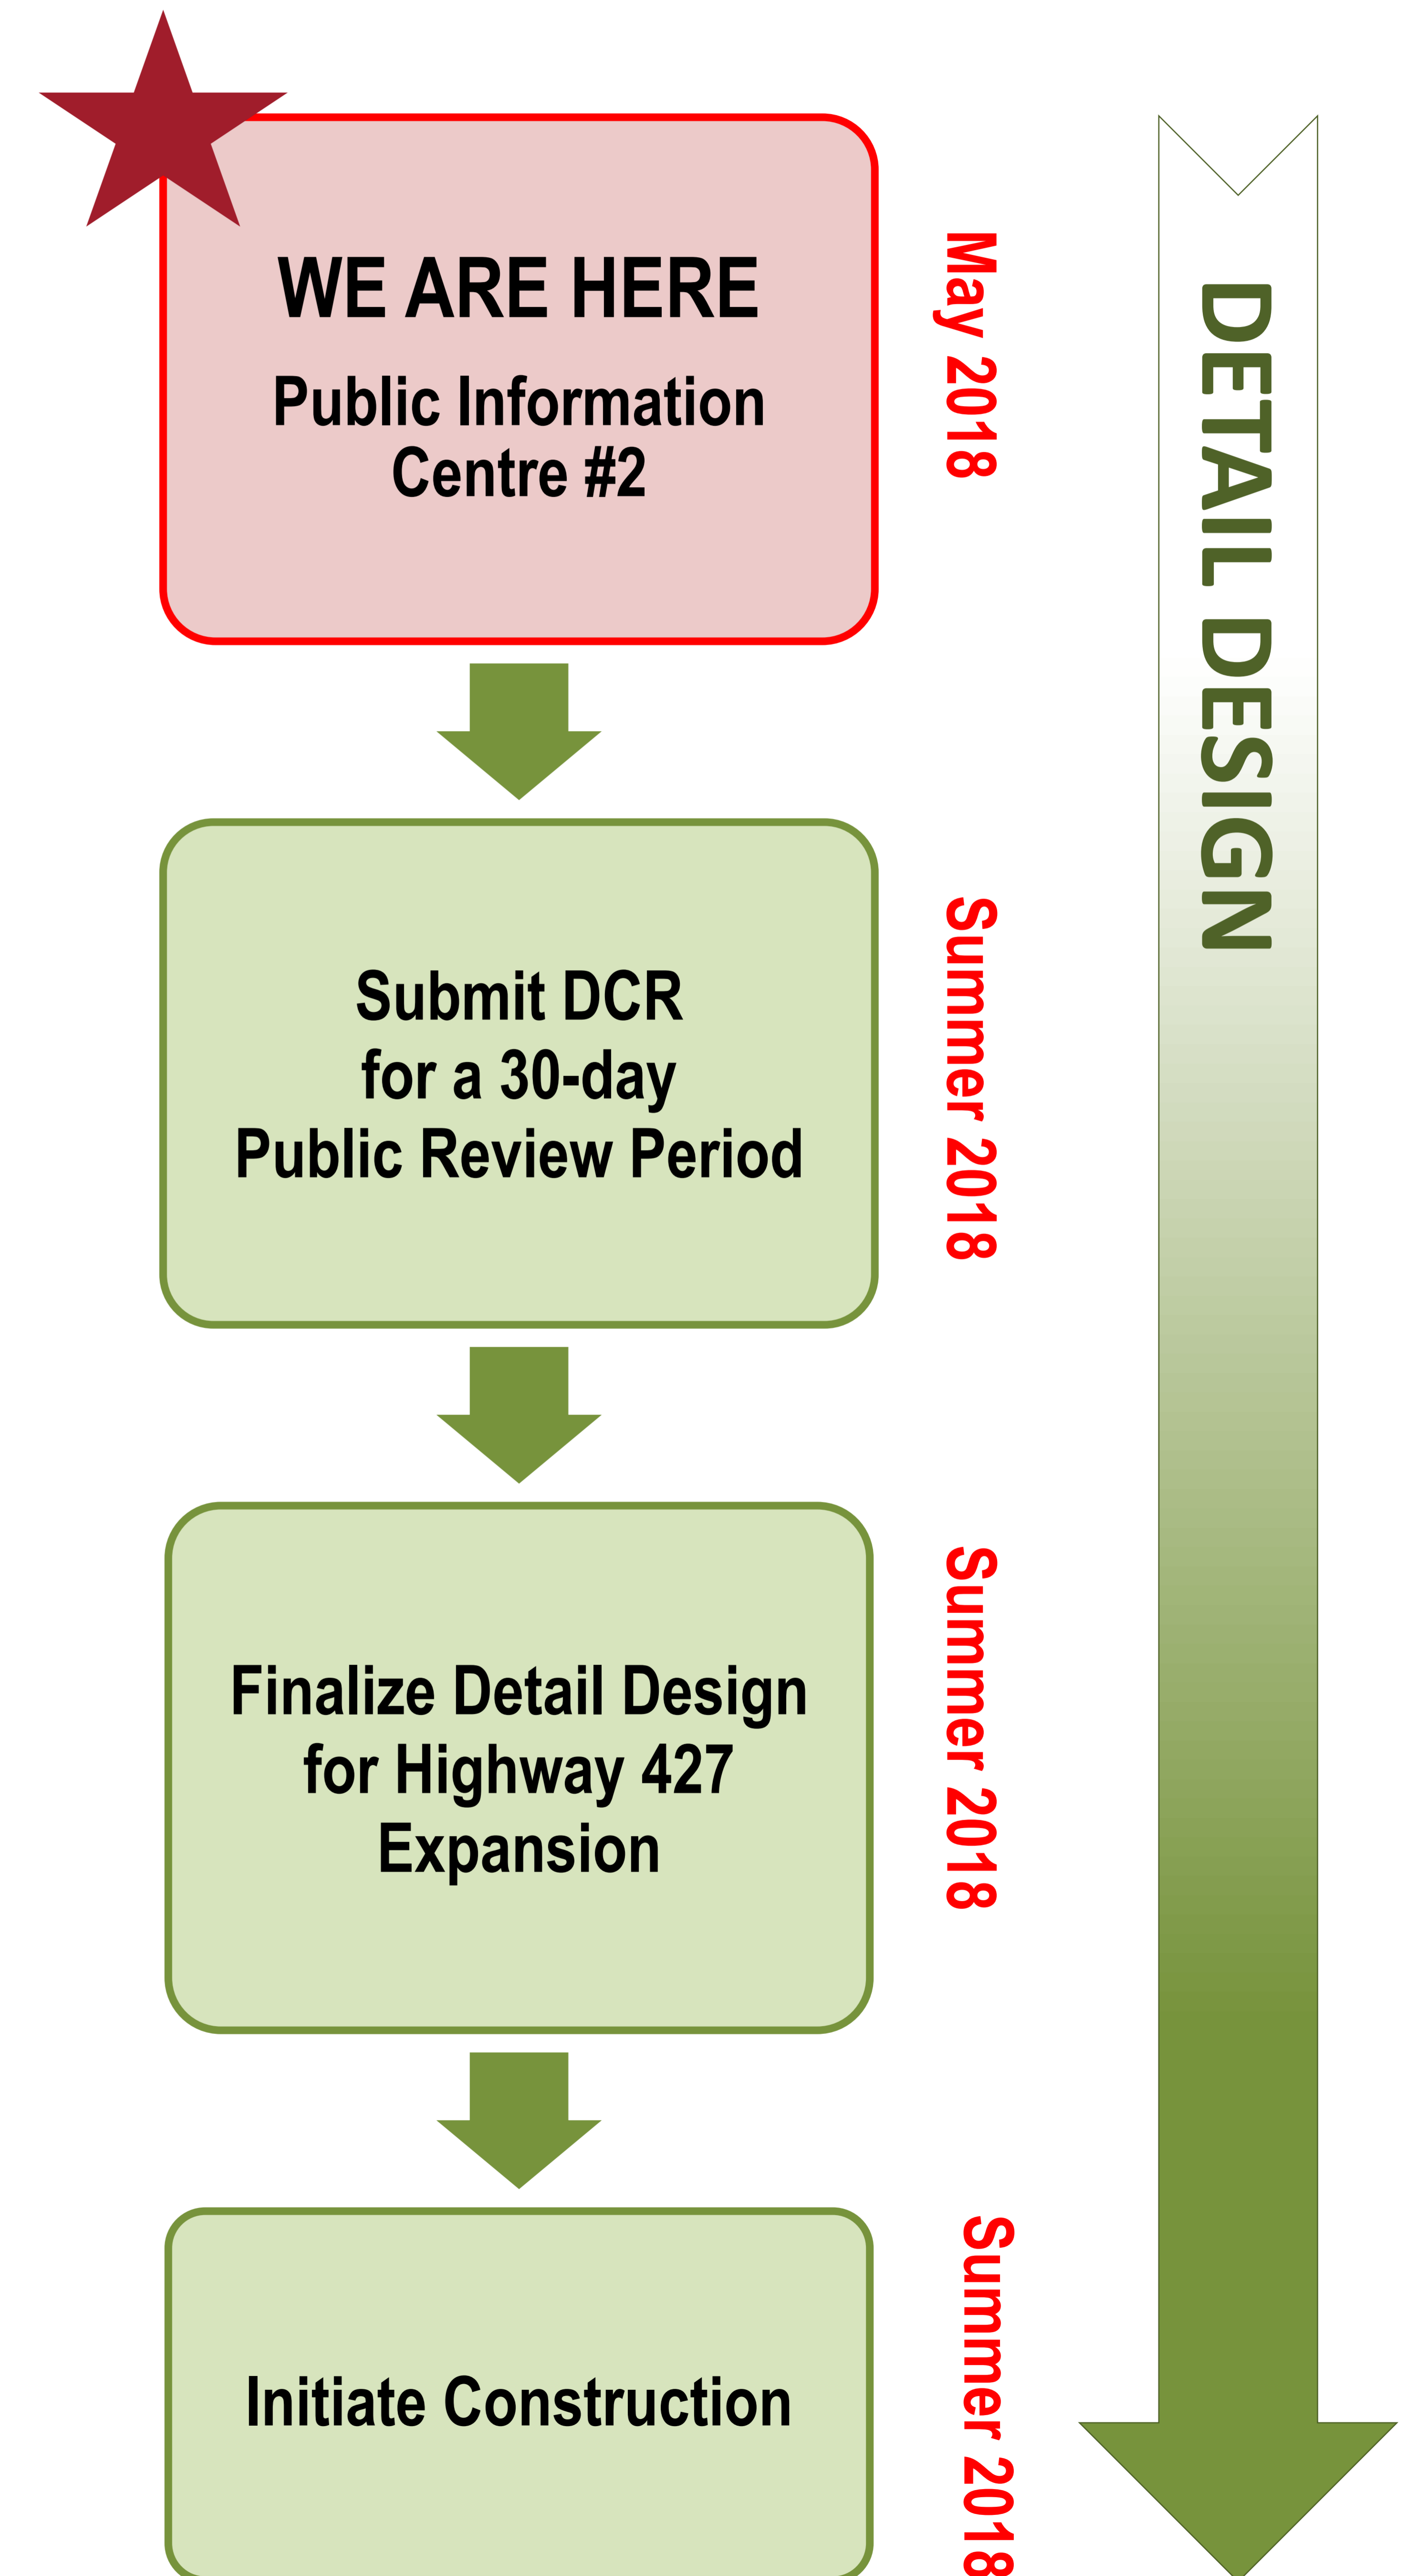 WE ARE HERE
Public Information
Centre #2
May 2018
DETAIL DESIGN
Submit DCR
for a 30-day
Public Review Period
Summer 2018
Finalize Detail Design
for Highway 427
Expansion
Summer 2018
Initiate Construction
Summer 2018